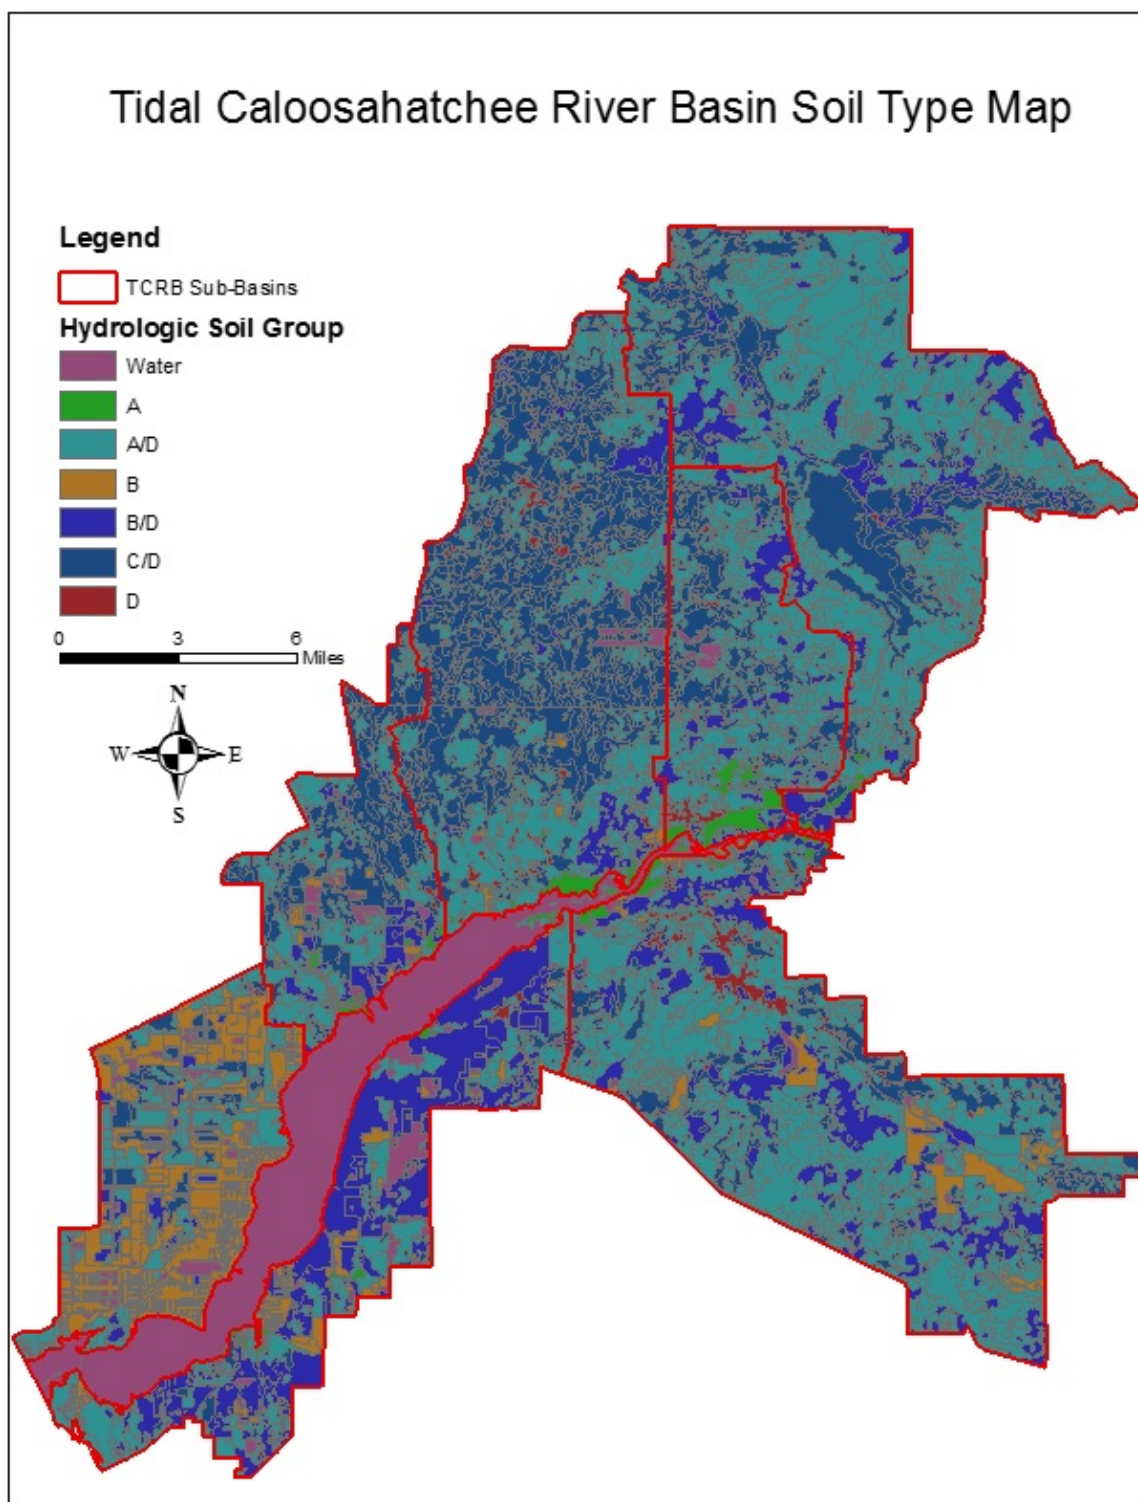 Tidal Caloosahatchee River Basin Soil Type Map
Legend
TCRB Sub-Basins
Hydrologic Soil Group
Water
A
A/D
B
B/D
C/D
D
0 3 6
Miles
N
W E
S